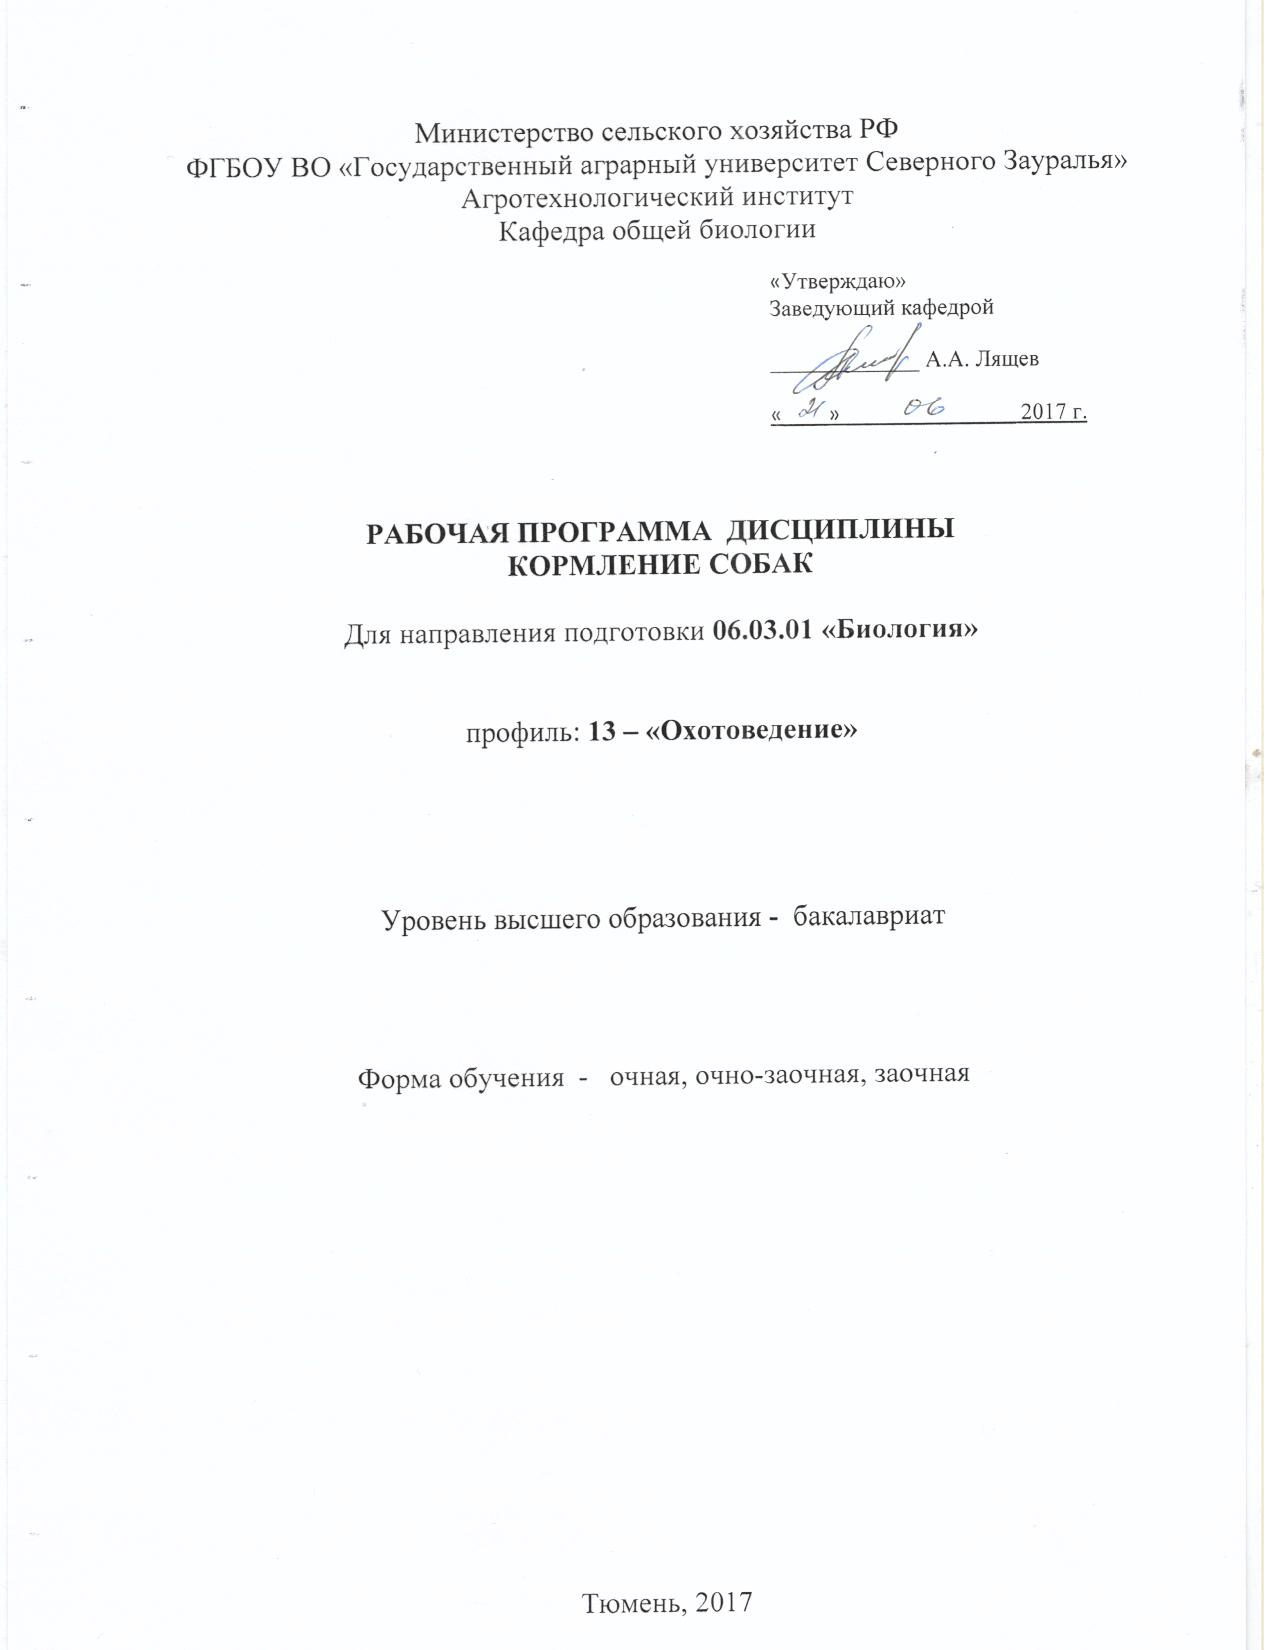 Министерство сельского хозяйства РФ
ФГБОУ ВО «Государственный аграрный университет Северного Зауралья»
Агротехнологический институт
Кафедра общей биологии
«Утверждаю»
Заведующий кафедрой
А.А. Лящев
« 21 » 06 2017 г.
РАБОЧАЯ ПРОГРАММА ДИСЦИПЛИНЫ
КОРМЛЕНИЕ СОБАК
Для направления подготовки 06.03.01 «Биология»
профиль: 13 – «Охотоведение»
Уровень высшего образования - бакалавриат
Форма обучения - очная, очно-заочная, заочная
Тюмень, 2017